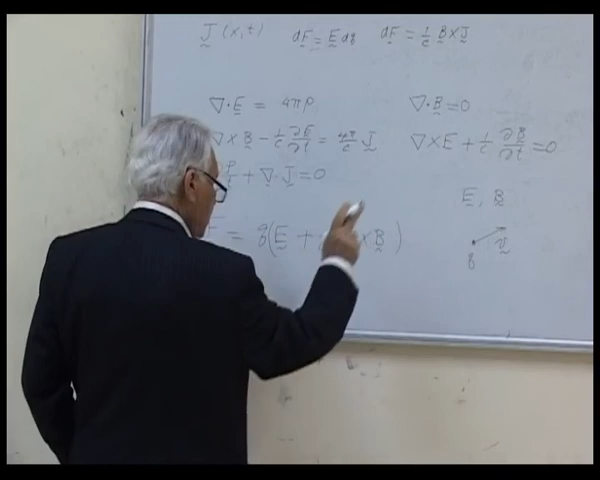 J̰ (x,t) dF̰ = Ḛ dq dF̰ = 1/c B̰ × J̰
∇·Ḛ = 4πρ ∇·B̰ = 0
∇×B̰ − 1/c ∂Ḛ/∂t = 4π/c J̰ ∇×E + 1/c ∂B̰/∂t = 0
+ ∇̰·J̰ = 0
Ḛ, B̰
= q(Ḛ + × B̰ )
q v̰